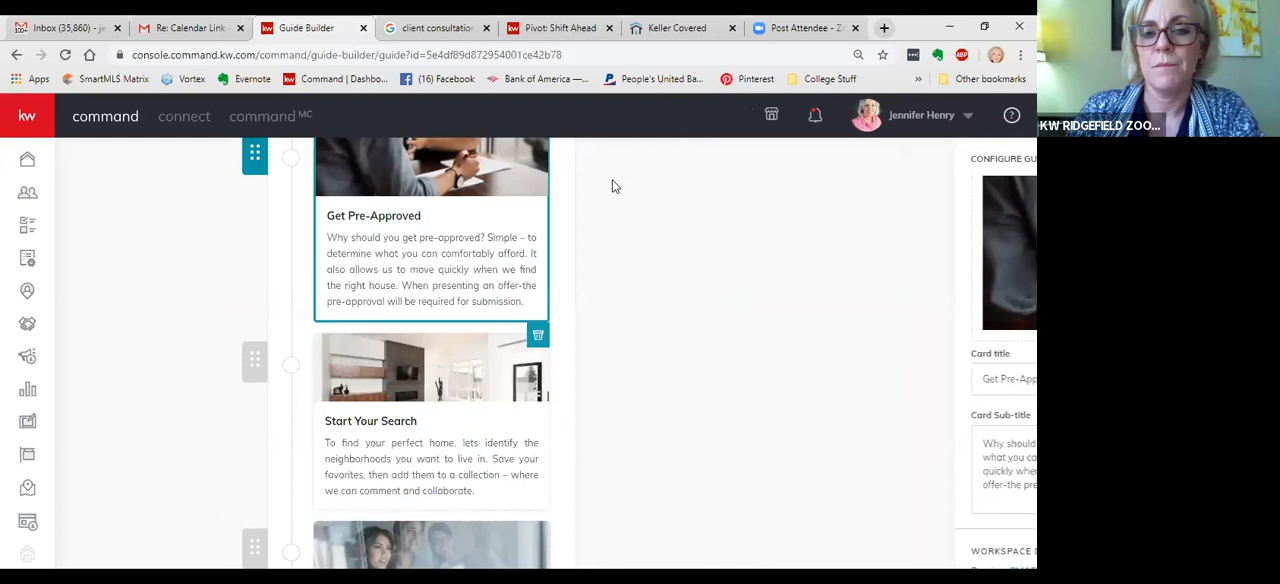 Inbox (35,860) - je
Re: Calendar Link -
Guide Builder
client consultation
Pivot: Shift Ahead
Keller Covered
Post Attendee - Zo
console.command.kw.com/command/guide-builder/guide?id=5e4df89d872954001ce42b78
ABP
Apps
SmartMLS Matrix
Vortex
Evernote
Command | Dashbo...
(16) Facebook
Bank of America —...
People's United Ba...
Pinterest
College Stuff
»
Other bookmarks
kw
command
connect
command MC
Jennifer Henry
KW RIDGEFIELD ZOO...
CONFIGURE GU
Get Pre-Approved
Why should you get pre-approved? Simple – to
determine what you can comfortably afford. It
also allows us to move quickly when we find
the right house. When presenting an offer-the
pre-approval will be required for submission.
Start Your Search
To find your perfect home, lets identify the
neighborhoods you want to live in. Save your
favorites, then add them to a collection – where
we can comment and collaborate.
Card title
Get Pre-App
Card Sub-title
Why should
what you ca
quickly whe
offer-the pre
WORKSPACE D